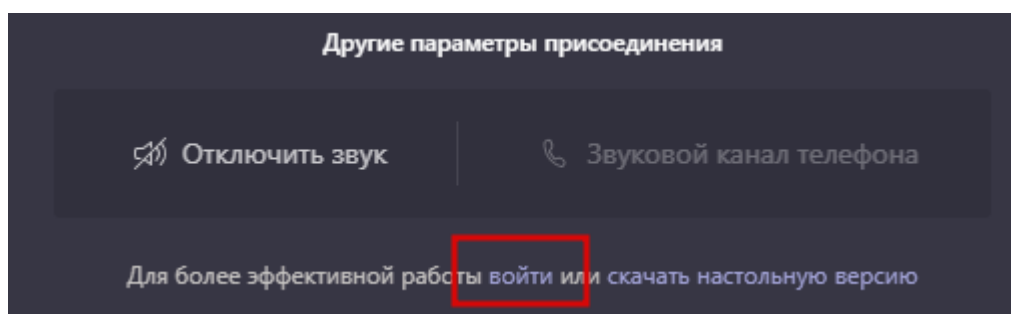 Другие параметры присоединения
Отключить звук
Звуковой канал телефона
Для более эффективной работы войти или скачать настольную версию